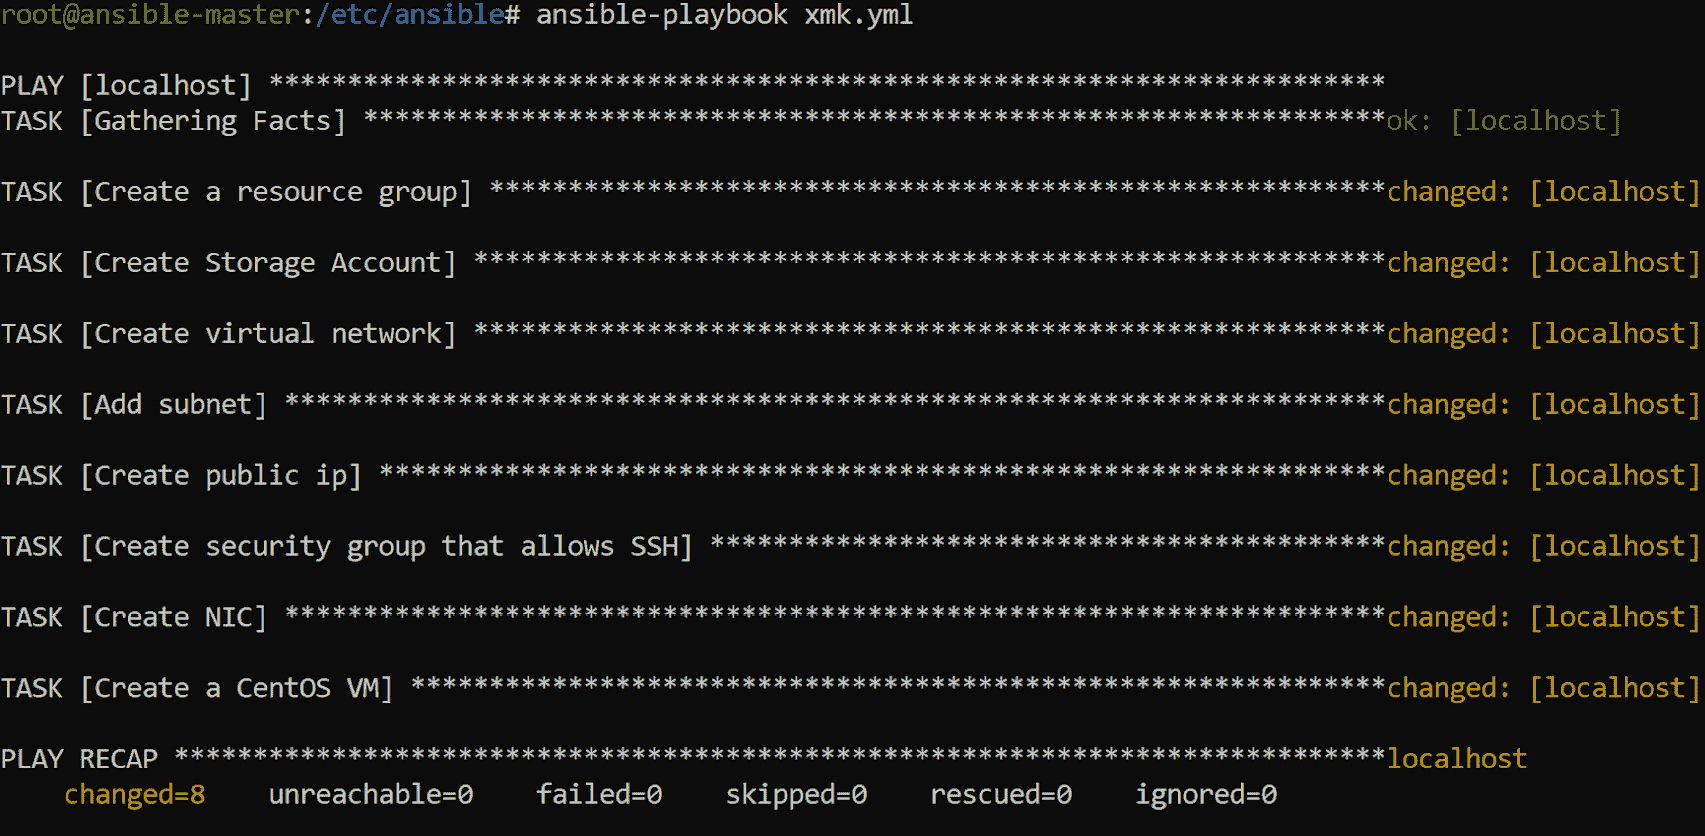 root@ansible-master:/etc/ansible# ansible-playbook xmk.yml
PLAY [localhost] ***********************************************************************
TASK [Gathering Facts] *****************************************************************ok: [localhost]
TASK [Create a resource group] *********************************************************changed: [localhost]
TASK [Create Storage Account] **********************************************************changed: [localhost]
TASK [Create virtual network] **********************************************************changed: [localhost]
TASK [Add subnet] **********************************************************************changed: [localhost]
TASK [Create public ip] ****************************************************************changed: [localhost]
TASK [Create security group that allows SSH] *******************************************changed: [localhost]
TASK [Create NIC] **********************************************************************changed: [localhost]
TASK [Create a CentOS VM] **************************************************************changed: [localhost]
PLAY RECAP *****************************************************************************localhost
changed=8 unreachable=0 failed=0 skipped=0 rescued=0 ignored=0